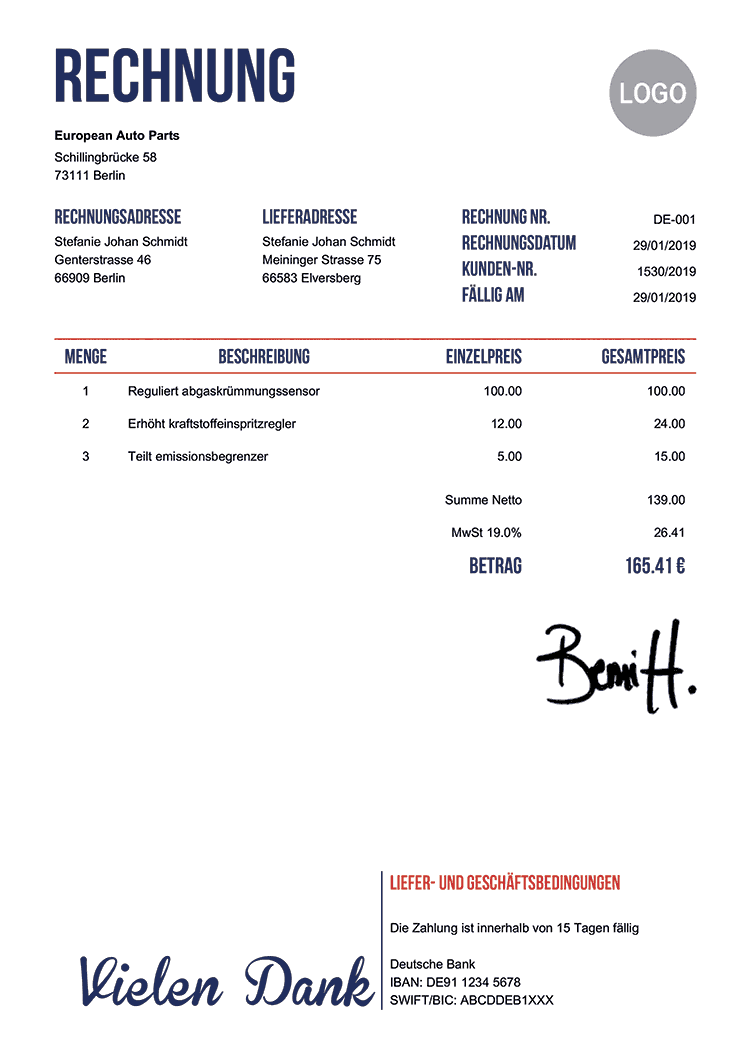 RECHNUNG
LOGO
European Auto Parts
Schillingbrücke 58
73111 Berlin
RECHNUNGSADRESSE
Stefanie Johan Schmidt
Genterstrasse 46
66909 Berlin
LIEFERADRESSE
Stefanie Johan Schmidt
Meininger Strasse 75
66583 Elversberg
RECHNUNG NR. DE-001
RECHNUNGSDATUM 29/01/2019
KUNDEN-NR. 1530/2019
FÄLLIG AM 29/01/2019
MENGE BESCHREIBUNG EINZELPREIS GESAMTPREIS
1 Reguliert abgaskrümmungssensor 100.00 100.00
2 Erhöht kraftstoffeinspritzregler 12.00 24.00
3 Teilt emissionsbegrenzer 5.00 15.00
Summe Netto 139.00
MwSt 19.0% 26.41
BETRAG 165.41 €
LIEFER- UND GESCHÄFTSBEDINGUNGEN
Die Zahlung ist innerhalb von 15 Tagen fällig
Deutsche Bank
IBAN: DE91 1234 5678
SWIFT/BIC: ABCDDEB1XXX
Vielen Dank